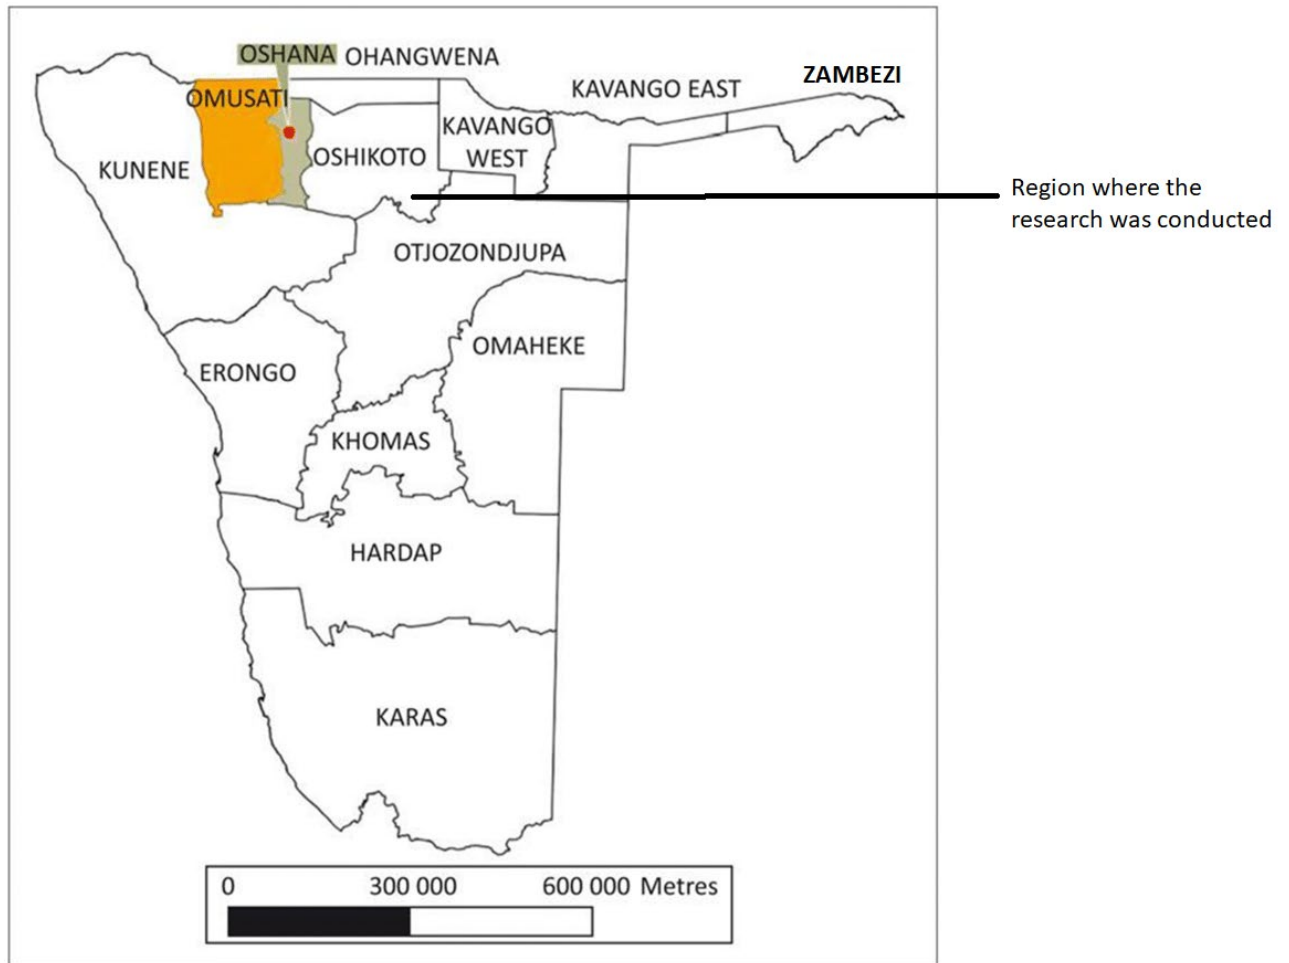 OSHANA OHANGWENA
ZAMBEZI
KAVANGO EAST
OMUSATI
KAVANGO
WEST
OSHIKOTO
KUNENE
Region where the
research was conducted
OTJOZONDJUPA
OMAHEKE
ERONGO
KHOMAS
HARDAP
KARAS
0 300 000 600 000 Metres